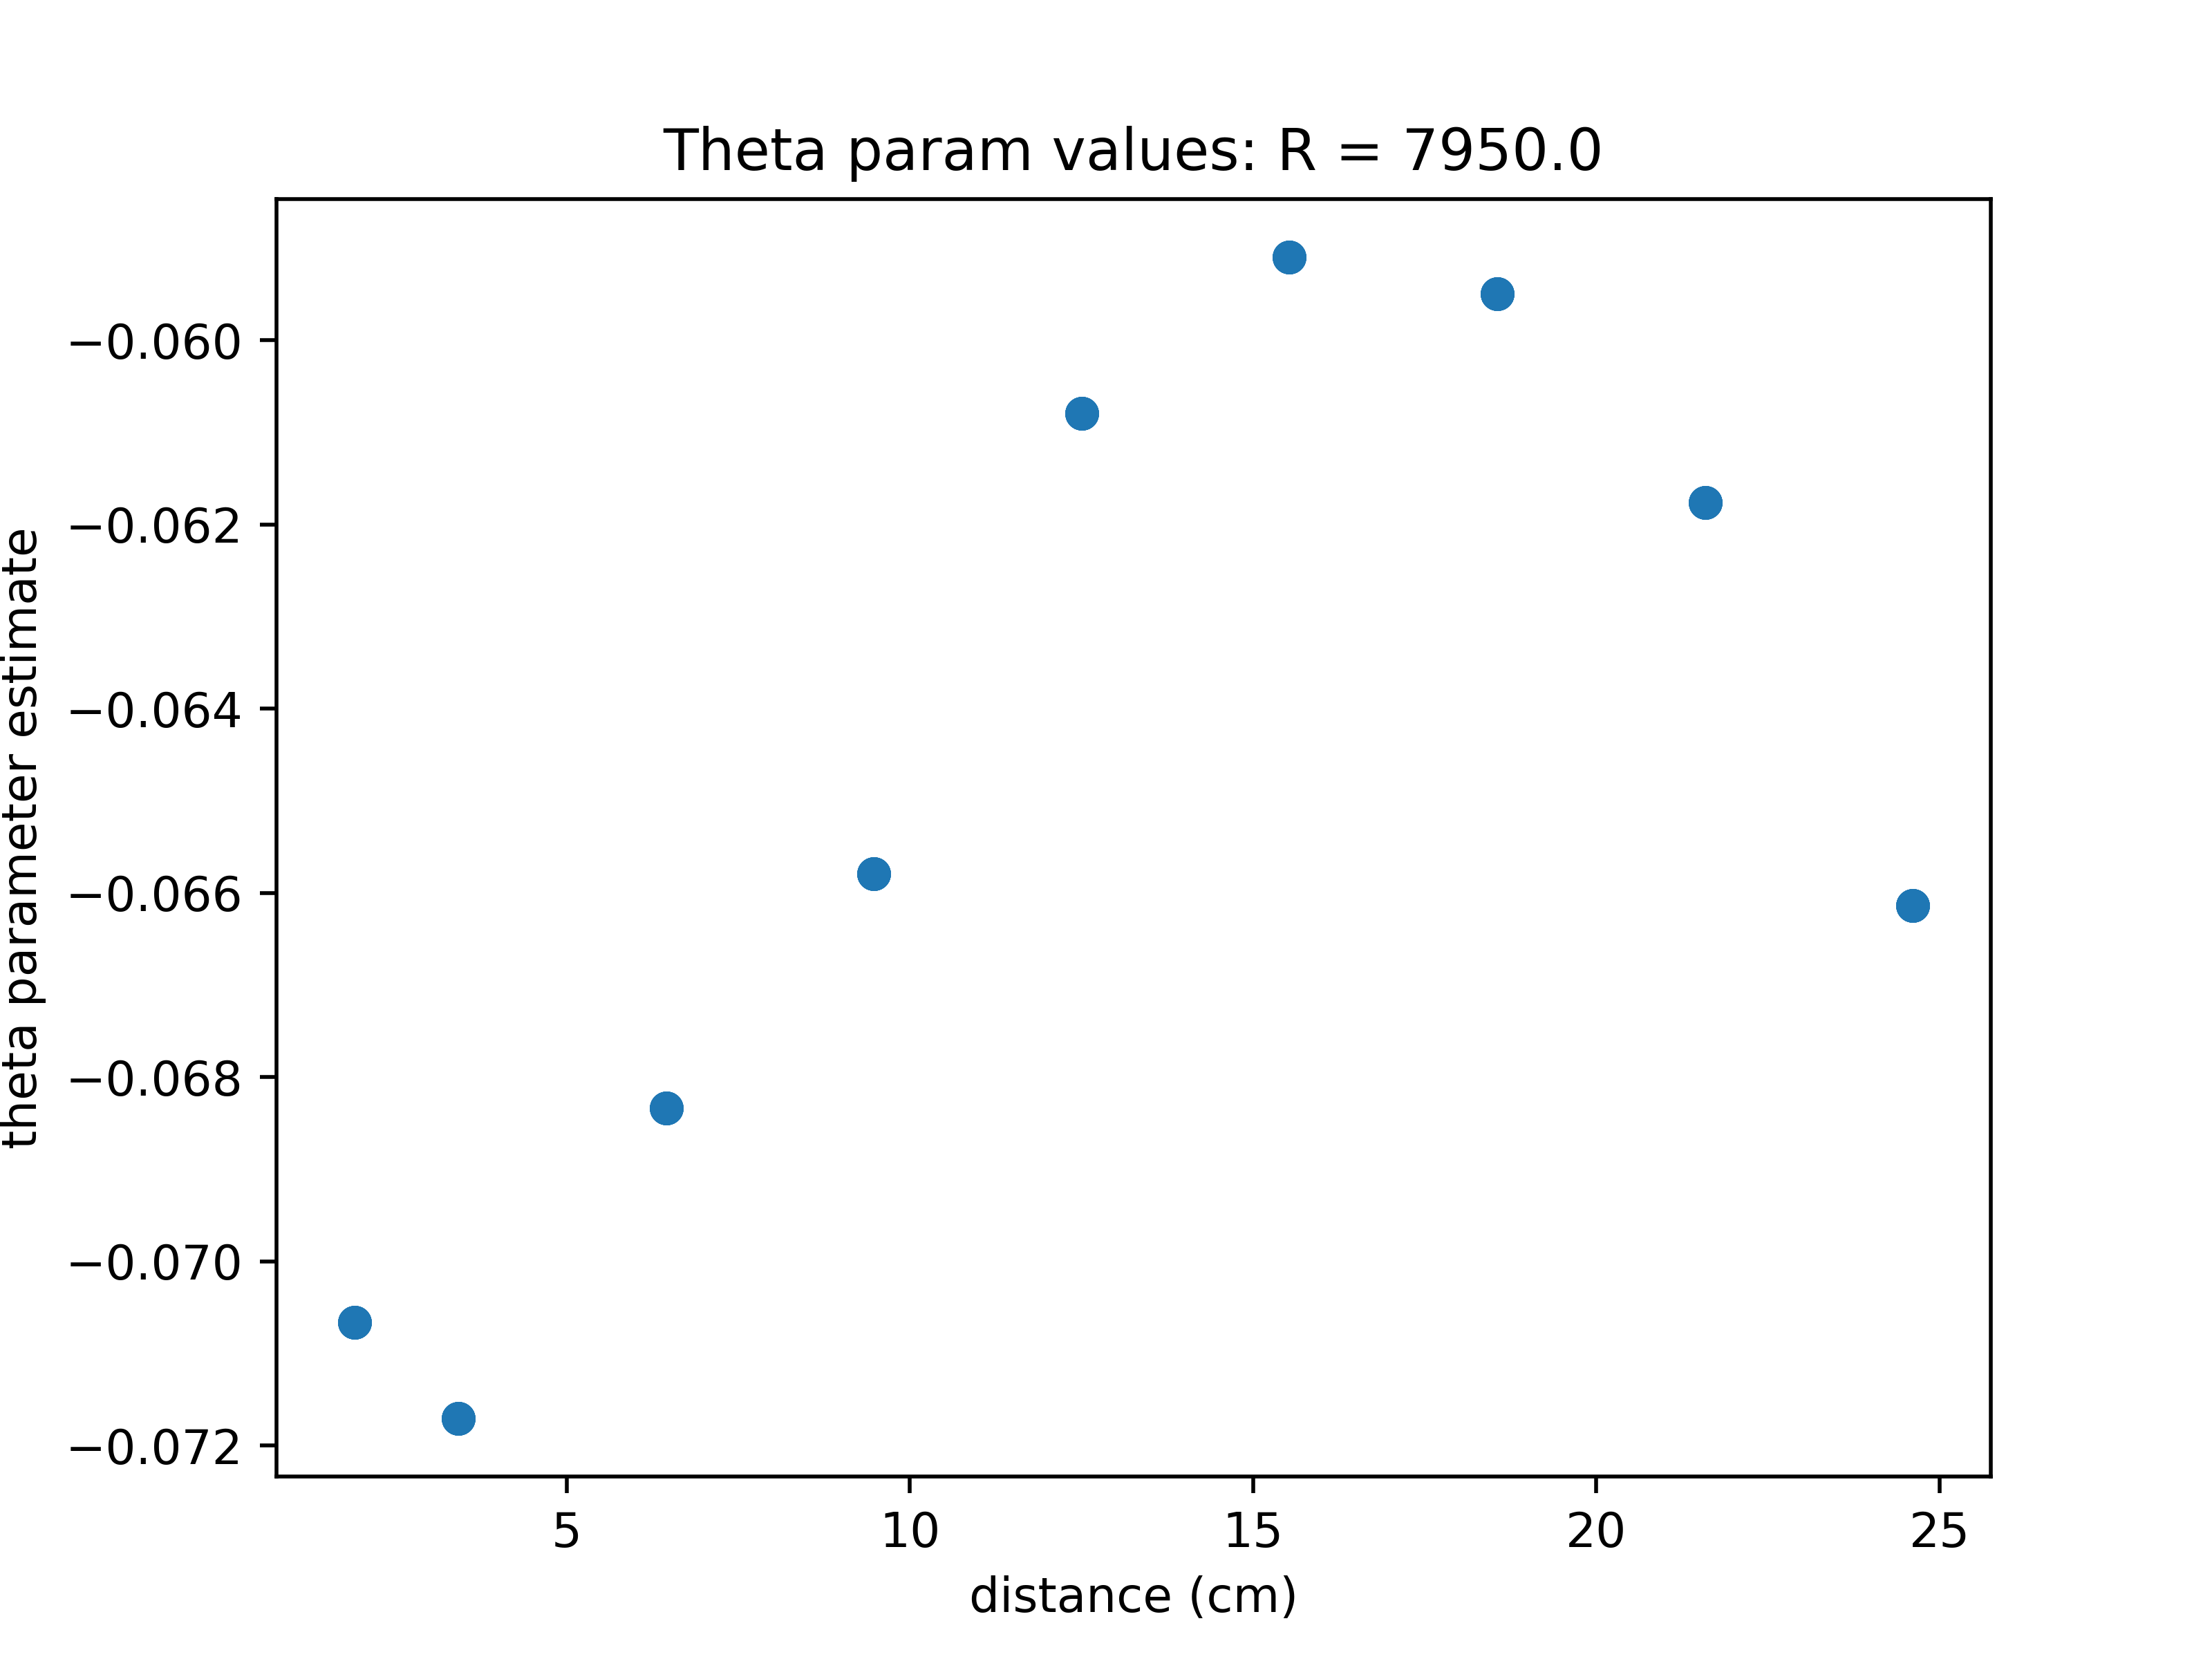 Theta param values: R = 7950.0
theta parameter estimate
−0.060
−0.062
−0.064
−0.066
−0.068
−0.070
−0.072
5 10 15 20 25
distance (cm)